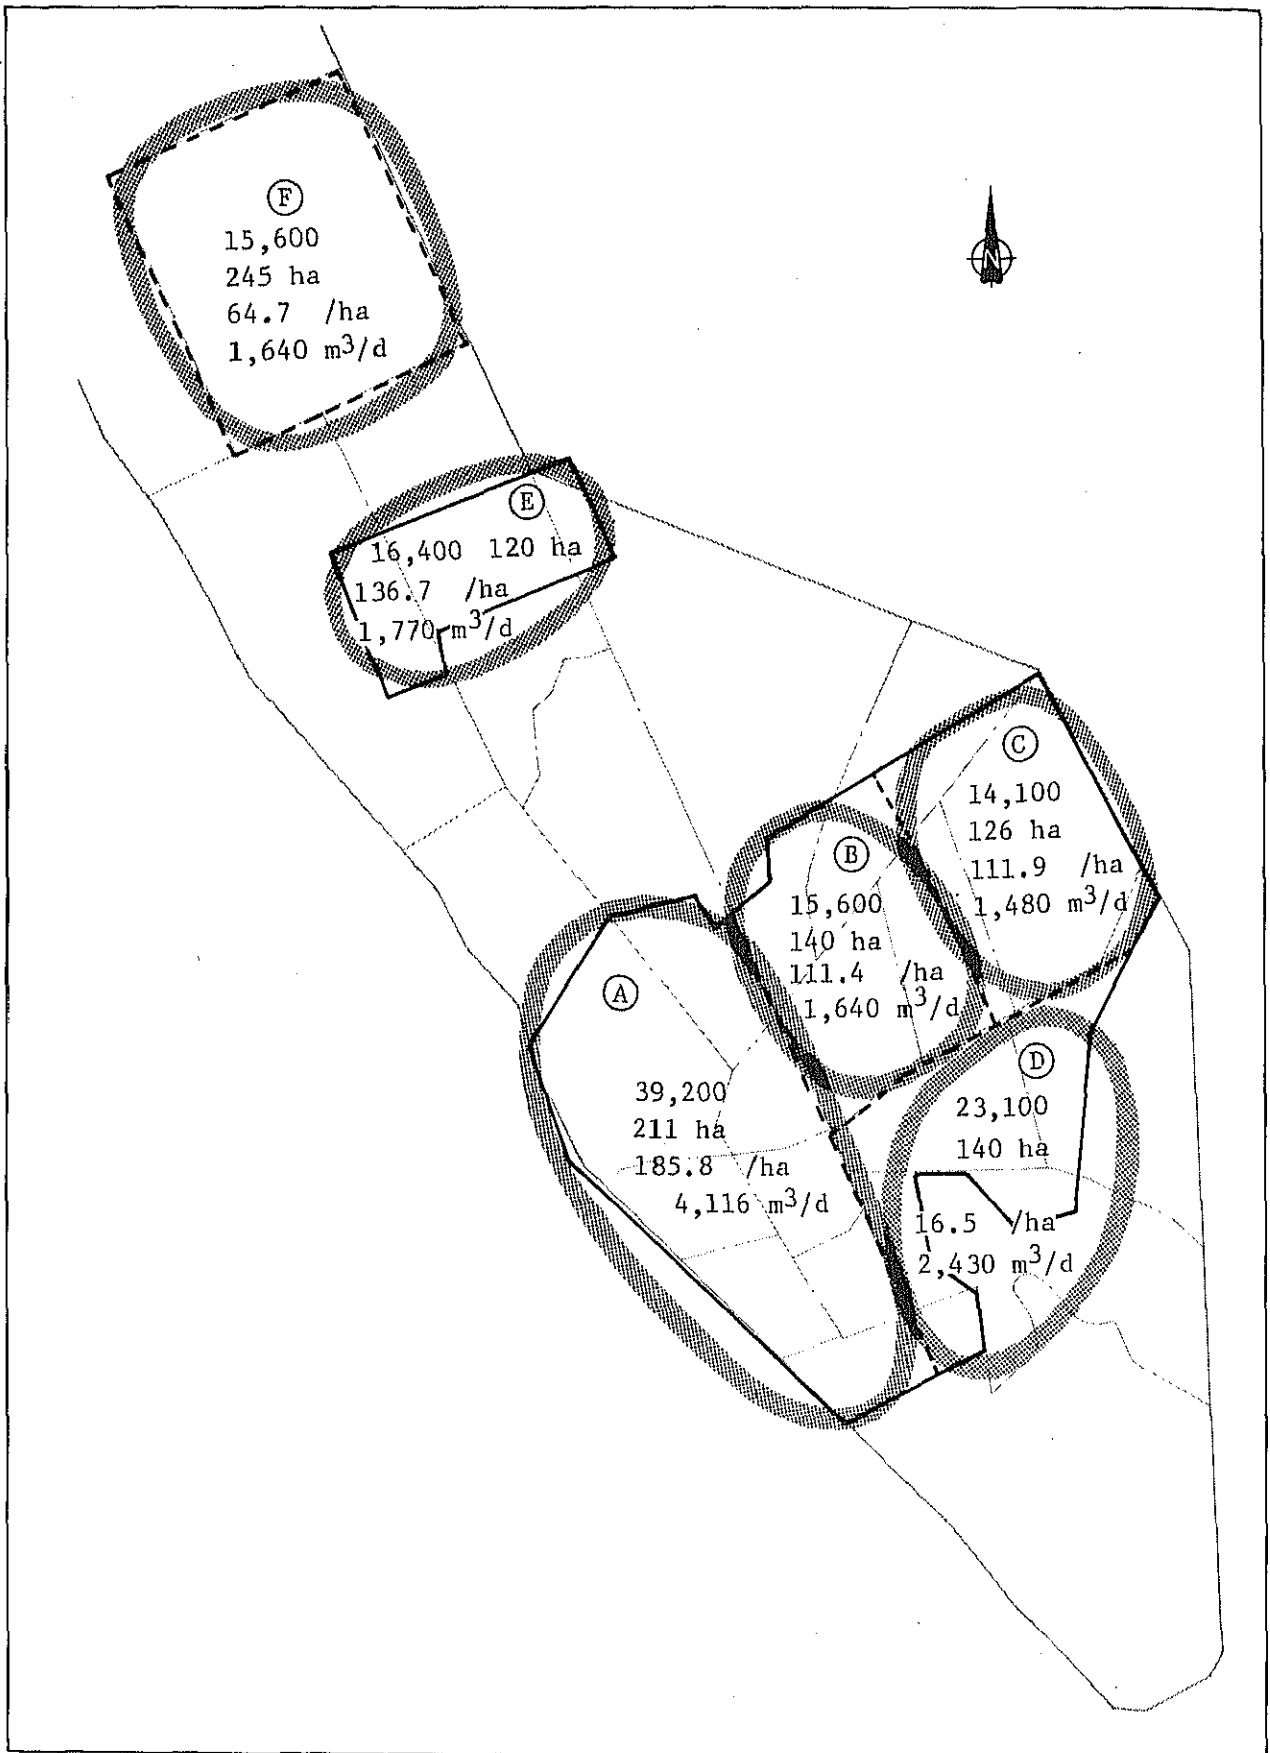 F
15,600
245 ha
64.7 /ha
1,640 m³/d
N
E
16,400 120 ha
136.7 /ha
1,770 m³/d
C
14,100
126 ha
111.9 /ha
1,480 m³/d
B
15,600
140 ha
111.4 /ha
1,640 m³/d
A
39,200
211 ha
185.8 /ha
4,116 m³/d
D
23,100
140 ha
16.5 /ha
2,430 m³/d